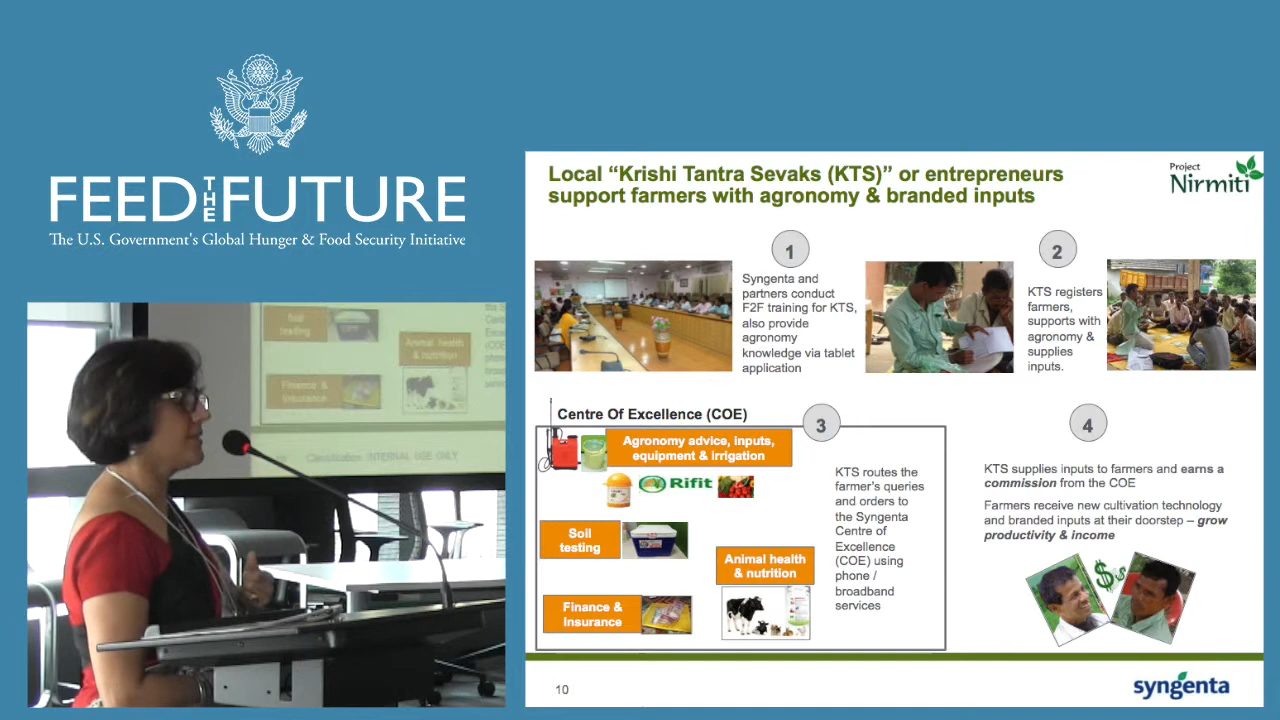 FEED THE FUTURE
The U.S. Government's Global Hunger & Food Security Initiative
Soil
testing
Animal health
& nutrition
Finance &
insurance
Classification: INTERNAL USE ONLY
Local “Krishi Tantra Sevaks (KTS)” or entrepreneurs
support farmers with agronomy & branded inputs
Project
Nirmiti
1
Syngenta and
partners conduct
F2F training for KTS,
also provide
agronomy
knowledge via tablet
application
2
KTS registers
farmers,
supports with
agronomy &
supplies
inputs.
Centre Of Excellence (COE)
3
Agronomy advice, inputs,
equipment & irrigation
Rifit
Soil
testing
Animal health
& nutrition
Finance &
insurance
KTS routes the
farmer's queries
and orders to
the Syngenta
Centre of
Excellence
(COE) using
phone /
broadband
services
4
KTS supplies inputs to farmers and earns a
commission from the COE
Farmers receive new cultivation technology
and branded inputs at their doorstep – grow
productivity & income
$
10
syngenta